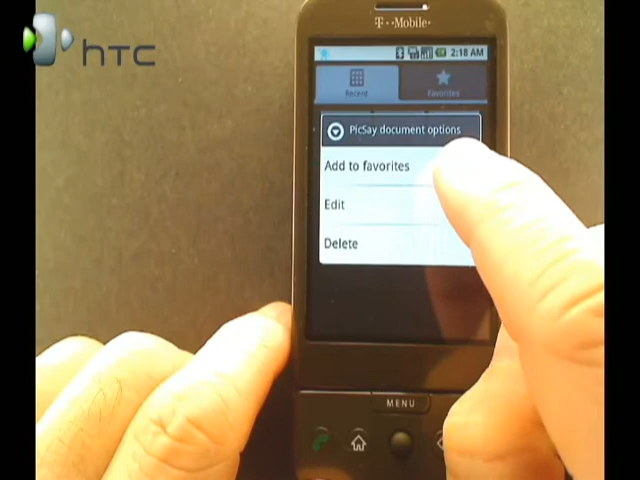 hTC
T··Mobile·
2:18 AM
Recent
Favorites
PicSay document options
Add to favorites
Edit
Delete
MENU